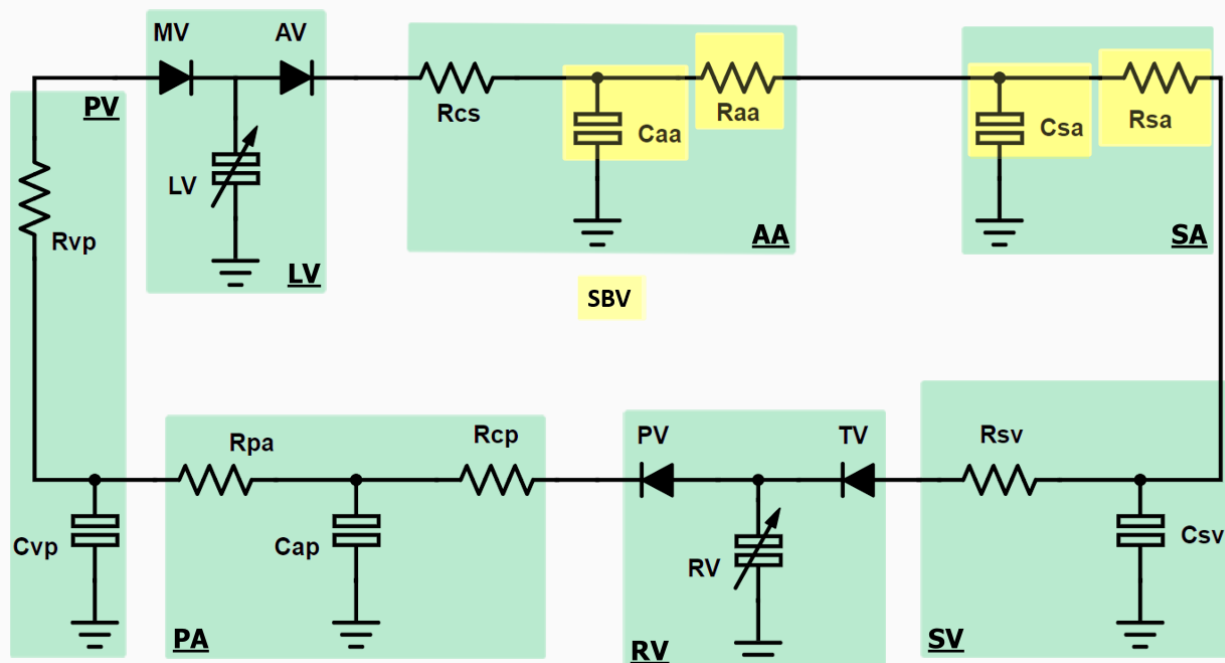 MV
AV
PV
Rcs
Raa
Caa
Csa
Rsa
LV
Rvp
LV
AA
SA
SBV
Rpa
Rcp
PV
TV
Rsv
Cvp
Cap
RV
Csv
PA
RV
SV